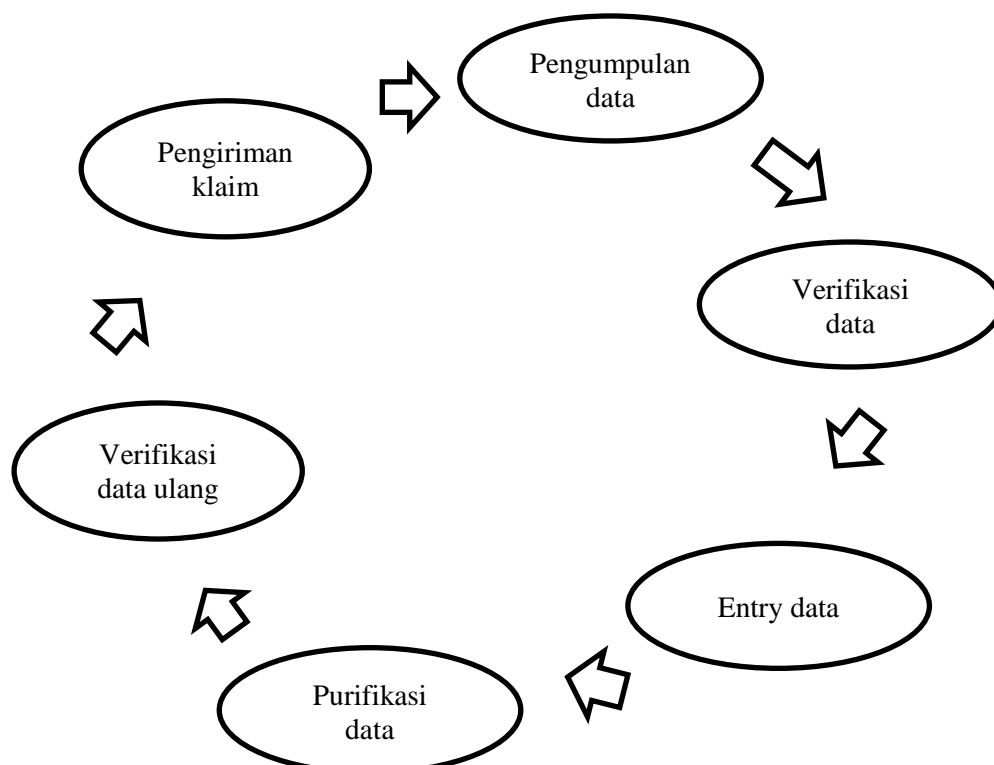 Pengumpulan
data
Pengiriman
klaim
Verifikasi
data
Verifikasi
data ulang
Entry data
Purifikasi
data